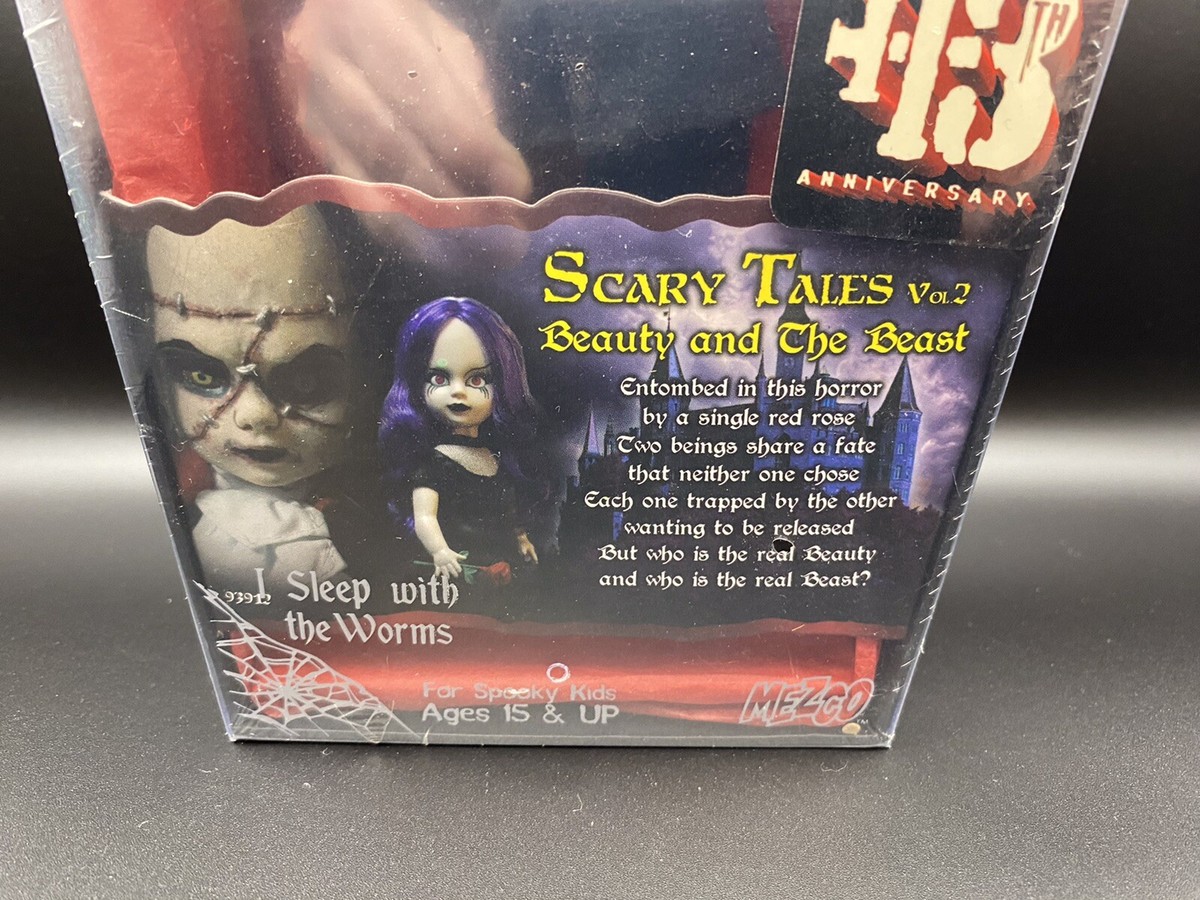 13TH
ANNIVERSARY
SCARY TALES VOL.2
Beauty and The Beast
Entombed in this horror
by a single red rose
Two beings share a fate
that neither one chose
Each one trapped by the other
wanting to be released
But who is the real Beauty
and who is the real Beast?
93912
I Sleep with
the Worms
For Spooky Kids
Ages 15 & UP
MEZCO
TM